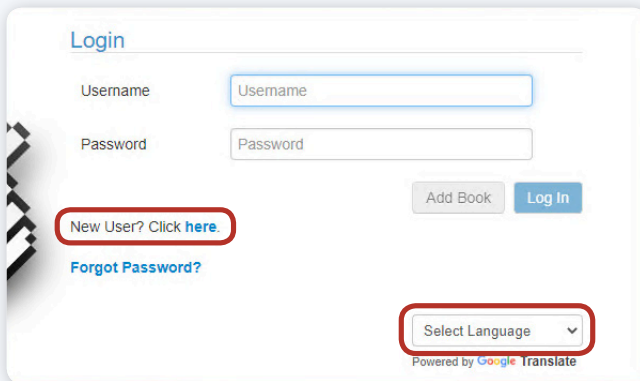 Login
Username Username
Password Password
Add Book Log In
New User? Click here.
Forgot Password?
Select Language
Powered by Google Translate